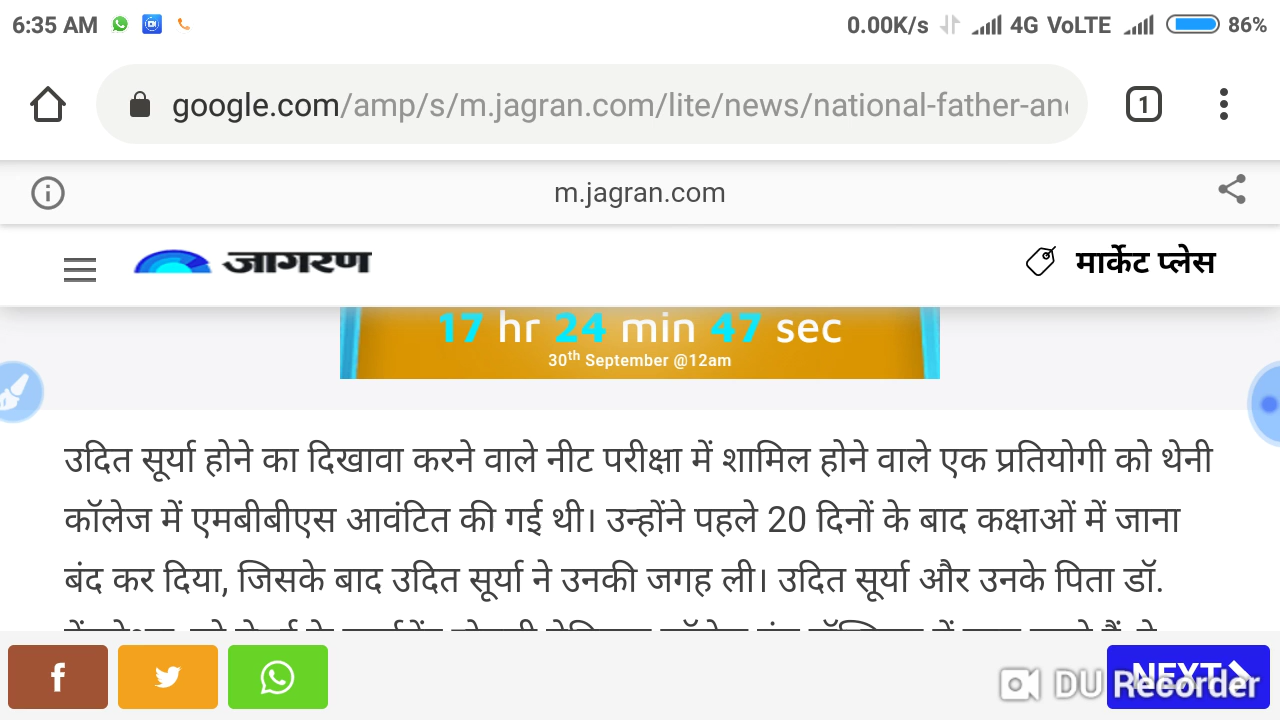 6:35 AM 0.00K/s 4G VoLTE 86%
google.com/amp/s/m.jagran.com/lite/news/national-father-an
1
m.jagran.com
जागरण मार्केट प्लेस
17 hr 24 min 47 sec
30th September @12am
उदित सूर्या होने का दिखावा करने वाले नीट परीक्षा में शामिल होने वाले एक प्रतियोगी को थेनी
कॉलेज में एमबीबीएस आवंटित की गई थी। उन्होंने पहले 20 दिनों के बाद कक्षाओं में जाना
बंद कर दिया, जिसके बाद उदित सूर्या ने उनकी जगह ली। उदित सूर्या और उनके पिता डॉ.
NEXT
DU Recorder